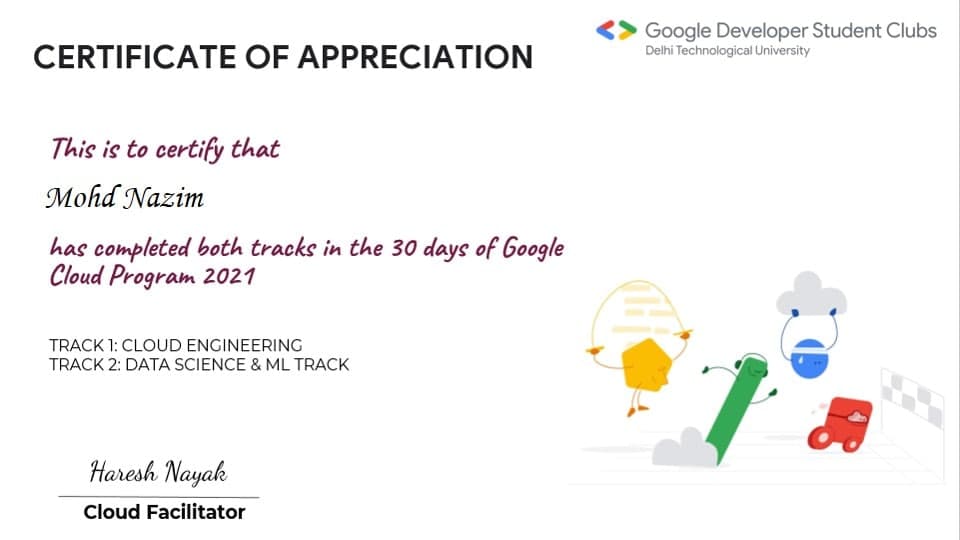 Google Developer Student Clubs
Delhi Technological University
CERTIFICATE OF APPRECIATION
This is to certify that
Mohd Nazim
has completed both tracks in the 30 days of Google
Cloud Program 2021
TRACK 1: CLOUD ENGINEERING
TRACK 2: DATA SCIENCE & ML TRACK
Haresh Nayak
Cloud Facilitator